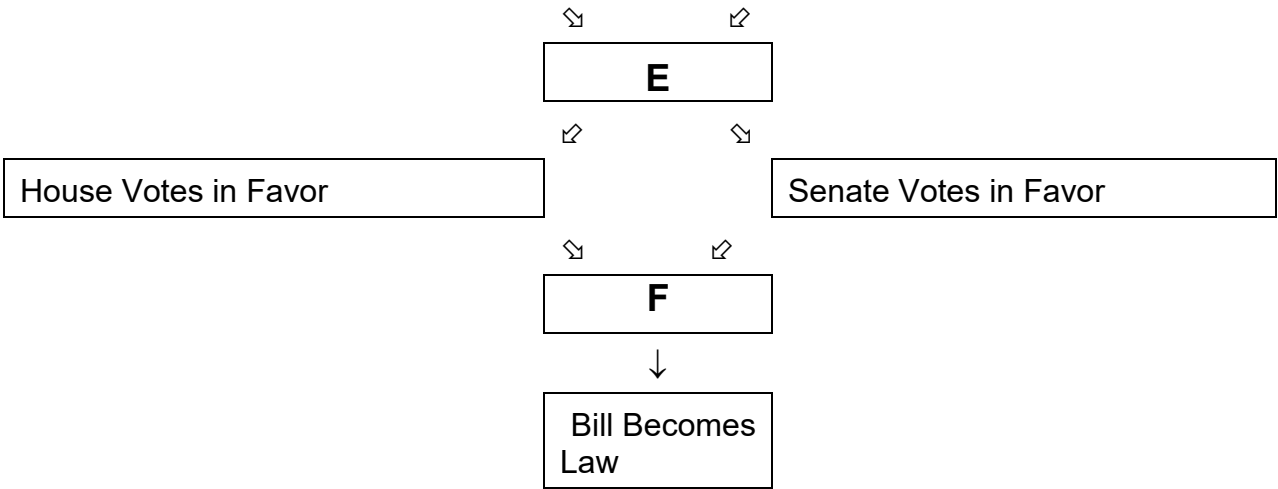 E
House Votes in Favor
Senate Votes in Favor
F
Bill Becomes
Law